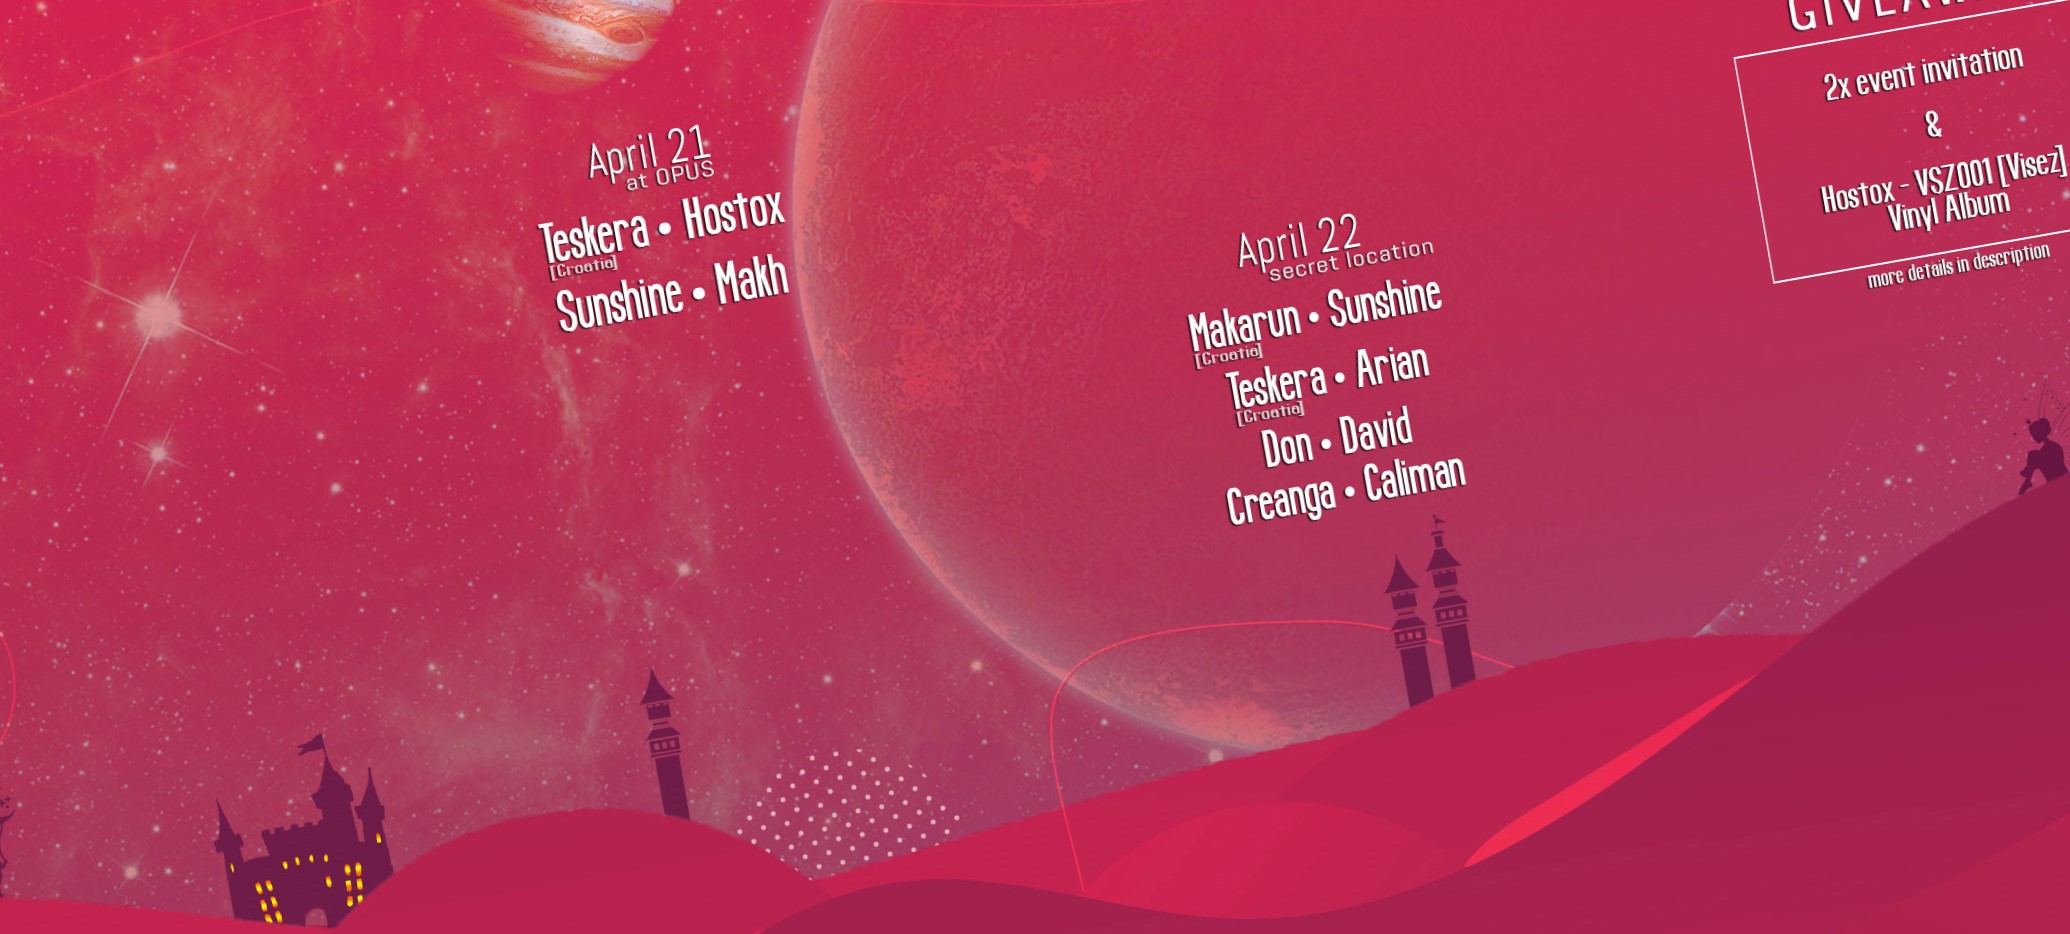 April 21
at OPUS
Teskera • Hostox
[Croatia]
Sunshine • Makh
April 22
secret location
Makarun • Sunshine
[Croatia]
Teskera • Arian
[Croatia]
Don • David
Creanga • Caliman
2x event invitation
&
Hostox - VSZ001 [Visez]
Vinyl Album
more details in description